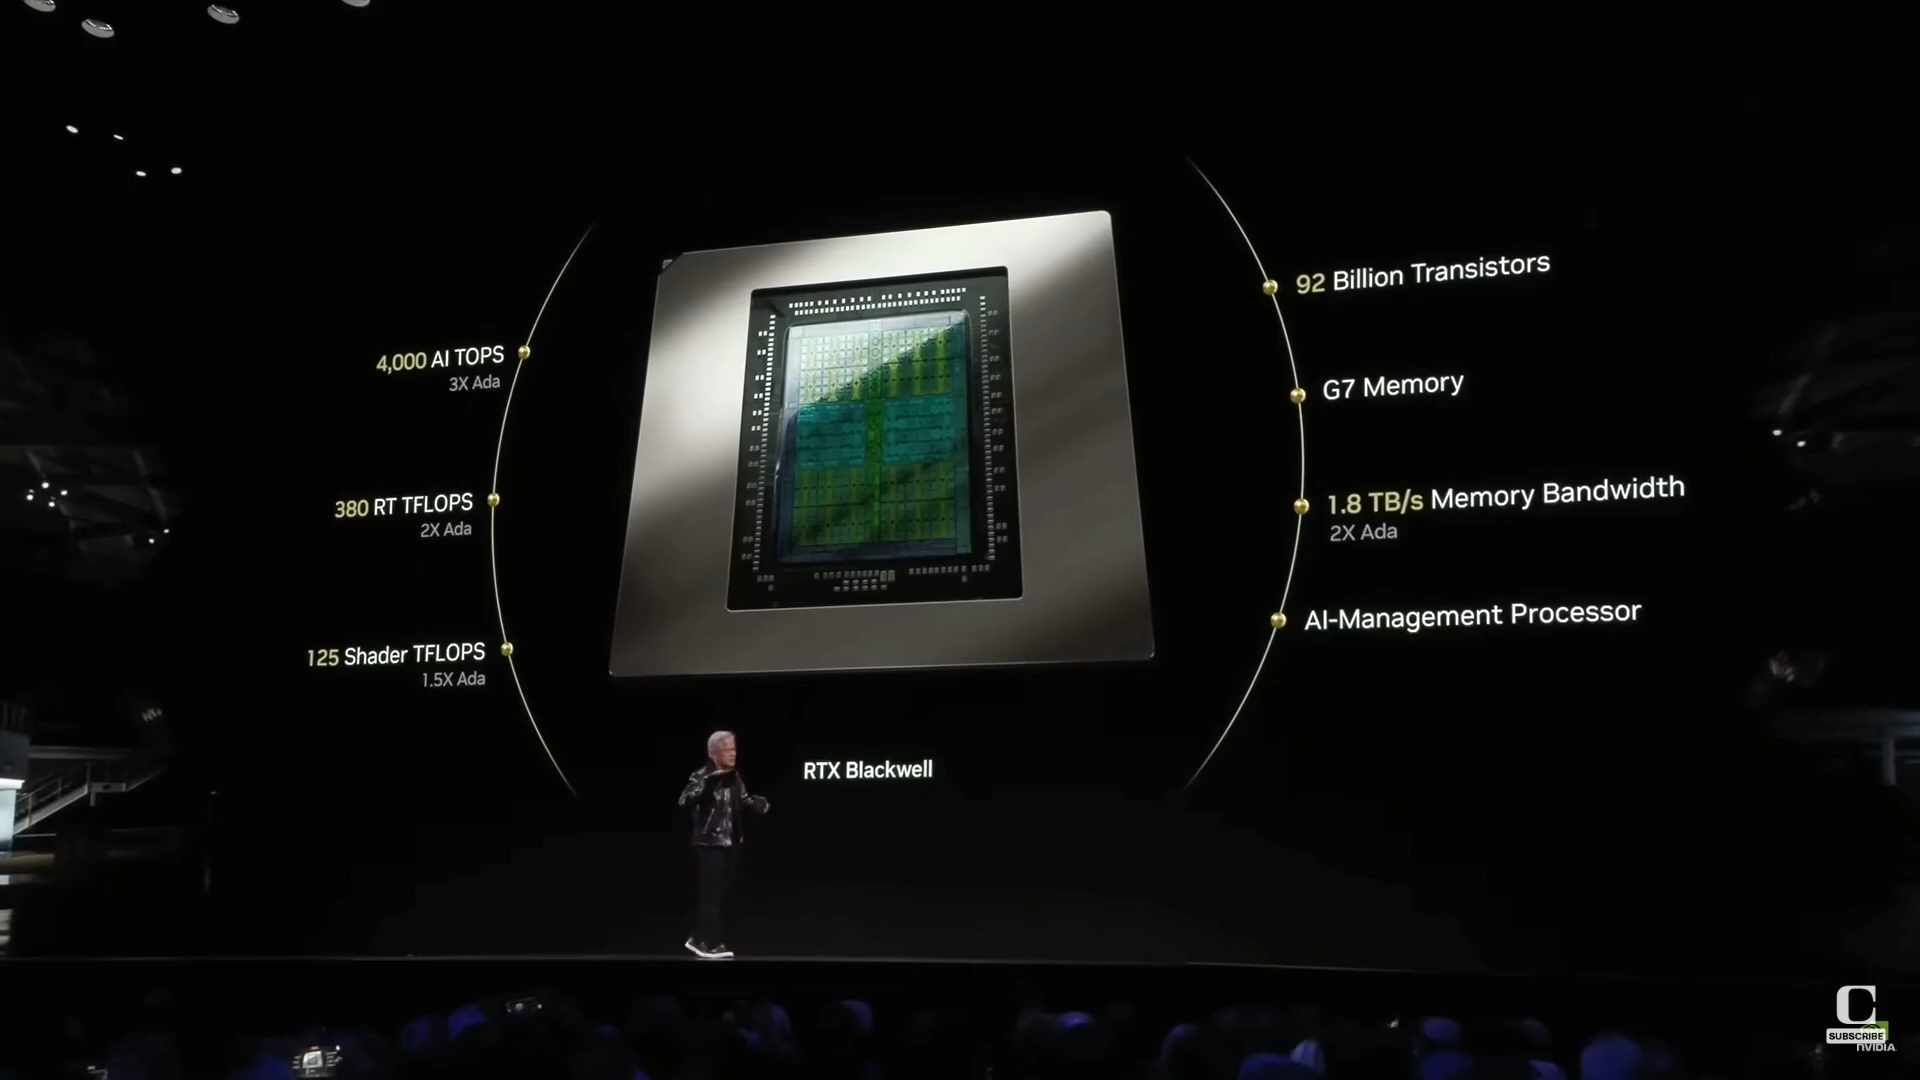 4,000 AI TOPS
3X Ada
380 RT TFLOPS
2X Ada
125 Shader TFLOPS
1.5X Ada
92 Billion Transistors
G7 Memory
1.8 TB/s Memory Bandwidth
2X Ada
AI-Management Processor
RTX Blackwell
C
SUBSCRIBE
NVIDIA